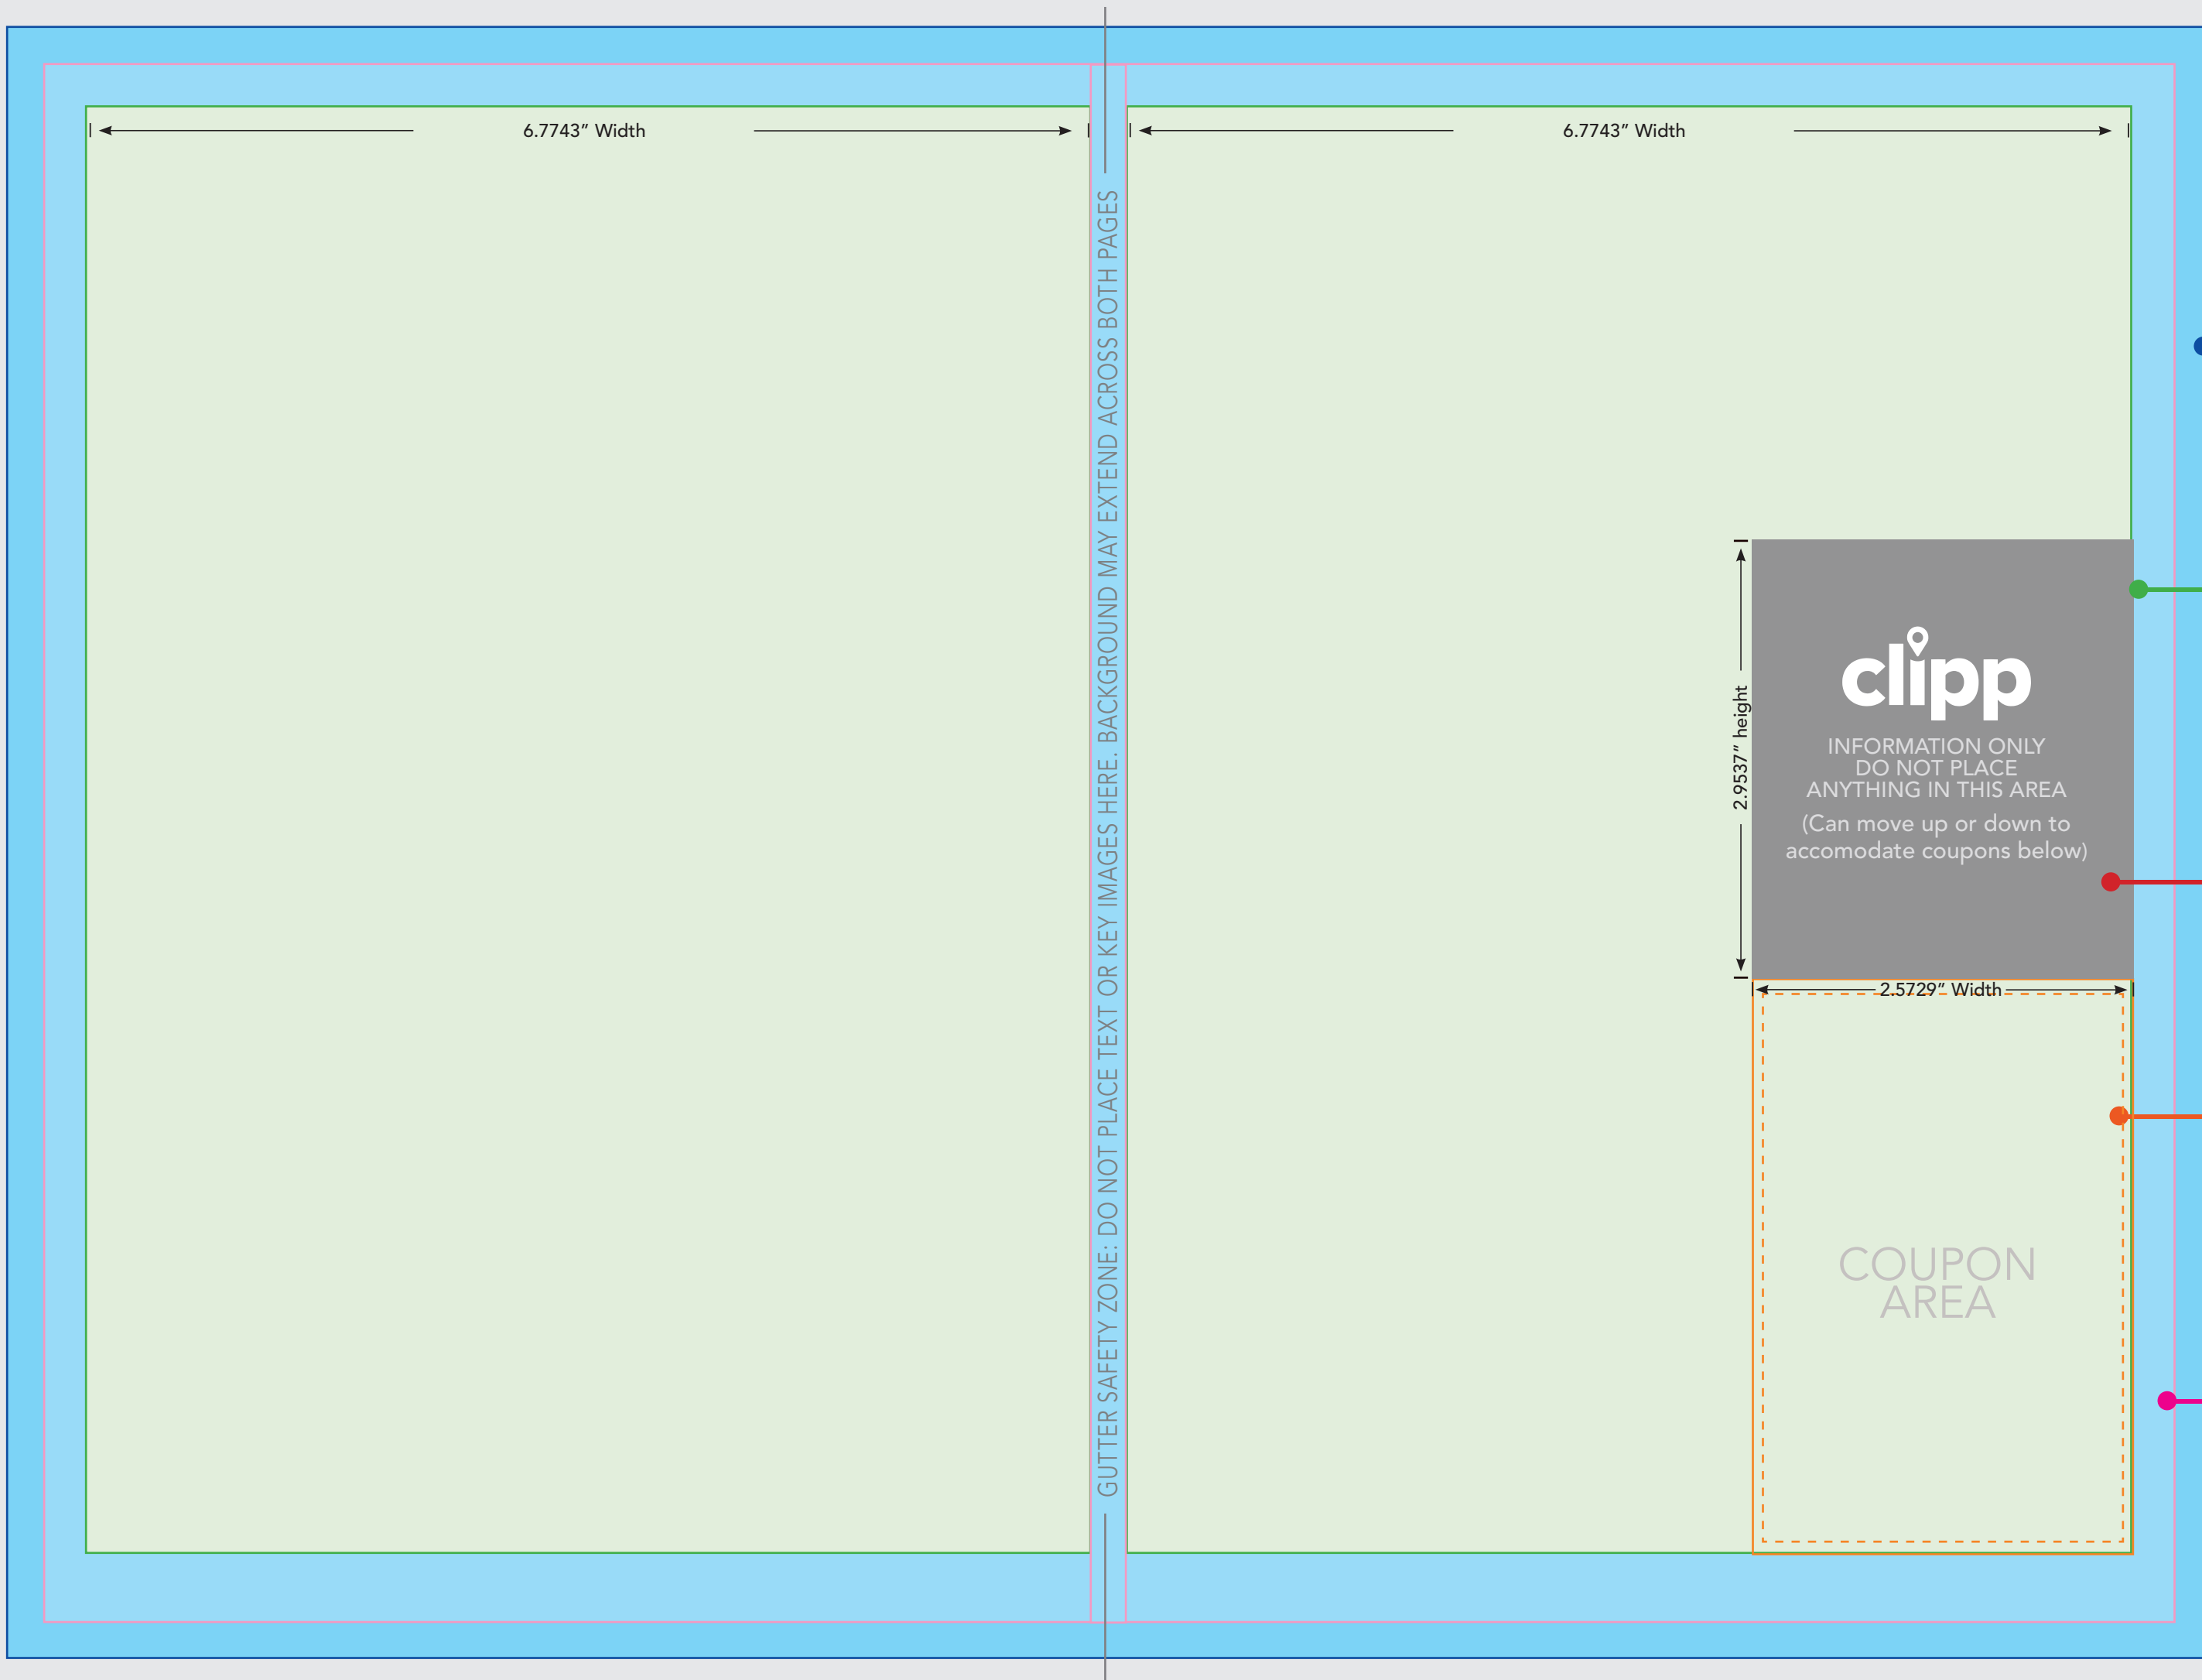 6.7743” Width
6.7743” Width
GUTTER SAFETY ZONE: DO NOT PLACE TEXT OR KEY IMAGES HERE. BACKGROUND MAY EXTEND ACROSS BOTH PAGES
2.9537” height
clipp
INFORMATION ONLY
DO NOT PLACE
ANYTHING IN THIS AREA
(Can move up or down to
accomodate coupons below)
2.5729” Width
COUPON
AREA